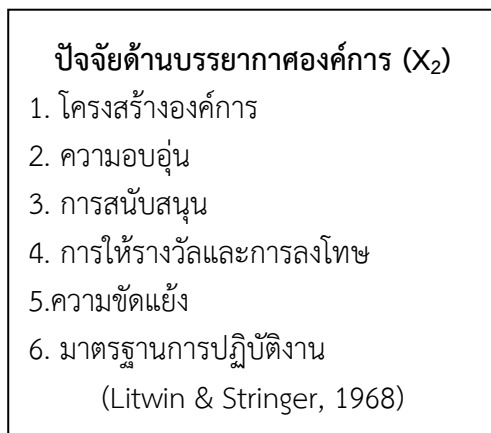 ปัจจัยด้านบรรยากาศองค์การ (X₂)
1. โครงสร้างองค์การ
2. ความอบอุ่น
3. การสนับสนุน
4. การให้รางวัลและการลงโทษ
5.ความขัดแย้ง
6. มาตรฐานการปฏิบัติงาน
(Litwin & Stringer, 1968)